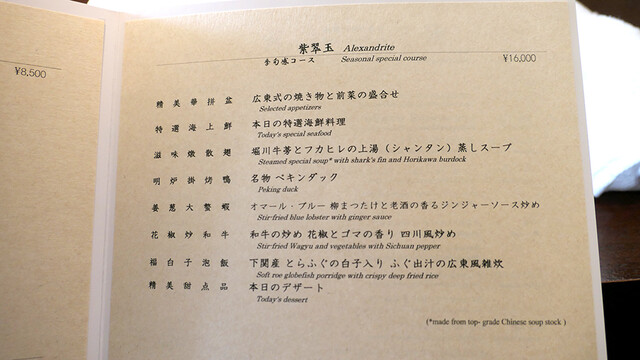 ¥8,500
紫翠玉 Alexandrite
季旬感コース Seasonal special course ¥16,000
精美華拼盆 広東式の焼き物と前菜の盛合せ
Selected appetizers
特選海上鮮 本日の特選海鮮料理
Today's special seafood
滋味燉散翅 堀川牛蒡とフカヒレの上湯（シャンタン）蒸しスープ
Steamed special soup* with shark's fin and Horikawa burdock
明炉掛烤鴨 名物 ペキンダック
Peking duck
姜葱大螯蝦 オマール・ブルー 柳まつたけと老酒の香るジンジャーソース炒め
Stir-fried blue lobster with ginger sauce
花椒炒和牛 和牛の炒め 花椒とゴマの香り 四川風炒め
Stir-fried Wagyu and vegetables with Sichuan pepper
福白子泡飯 下関産 とらふぐの白子入り ふぐ出汁の広東風雑炊
Soft roe globefish porridge with crispy deep fried rice
精美甜点品 本日のデザート
Today's dessert
(*made from top- grade Chinese soup stock )